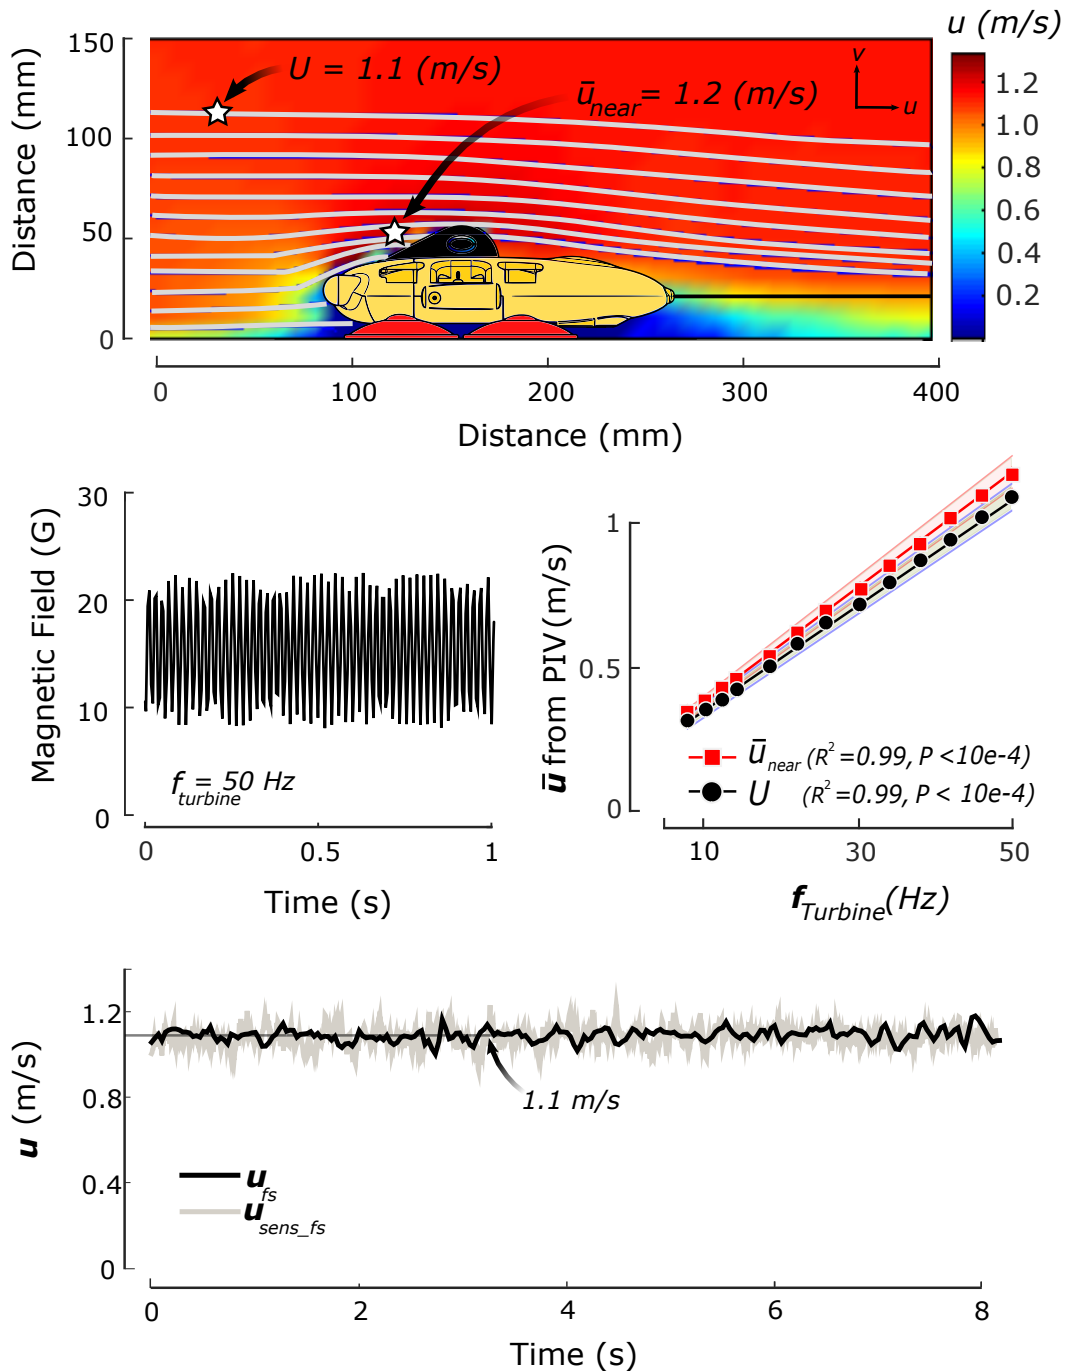 u (m/s)
150
100
50
0
Distance (mm)
U = 1.1 (m/s)
ū_near = 1.2 (m/s)
v
u
1.2
1.0
0.8
0.6
0.4
0.2
0
100
200
300
400
Distance (mm)
30
20
10
0
Magnetic Field (G)
f_turbine = 50 Hz
0
0.5
1
Time (s)
1
0.5
0
ū from PIV (m/s)
ū_near (R² =0.99, P <10e-4)
U (R² =0.99, P < 10e-4)
10
30
50
f_Turbine (Hz)
1.2
0.8
0.4
0
u (m/s)
1.1 m/s
u_fs
u_sens_fs
0
2
4
6
8
Time (s)